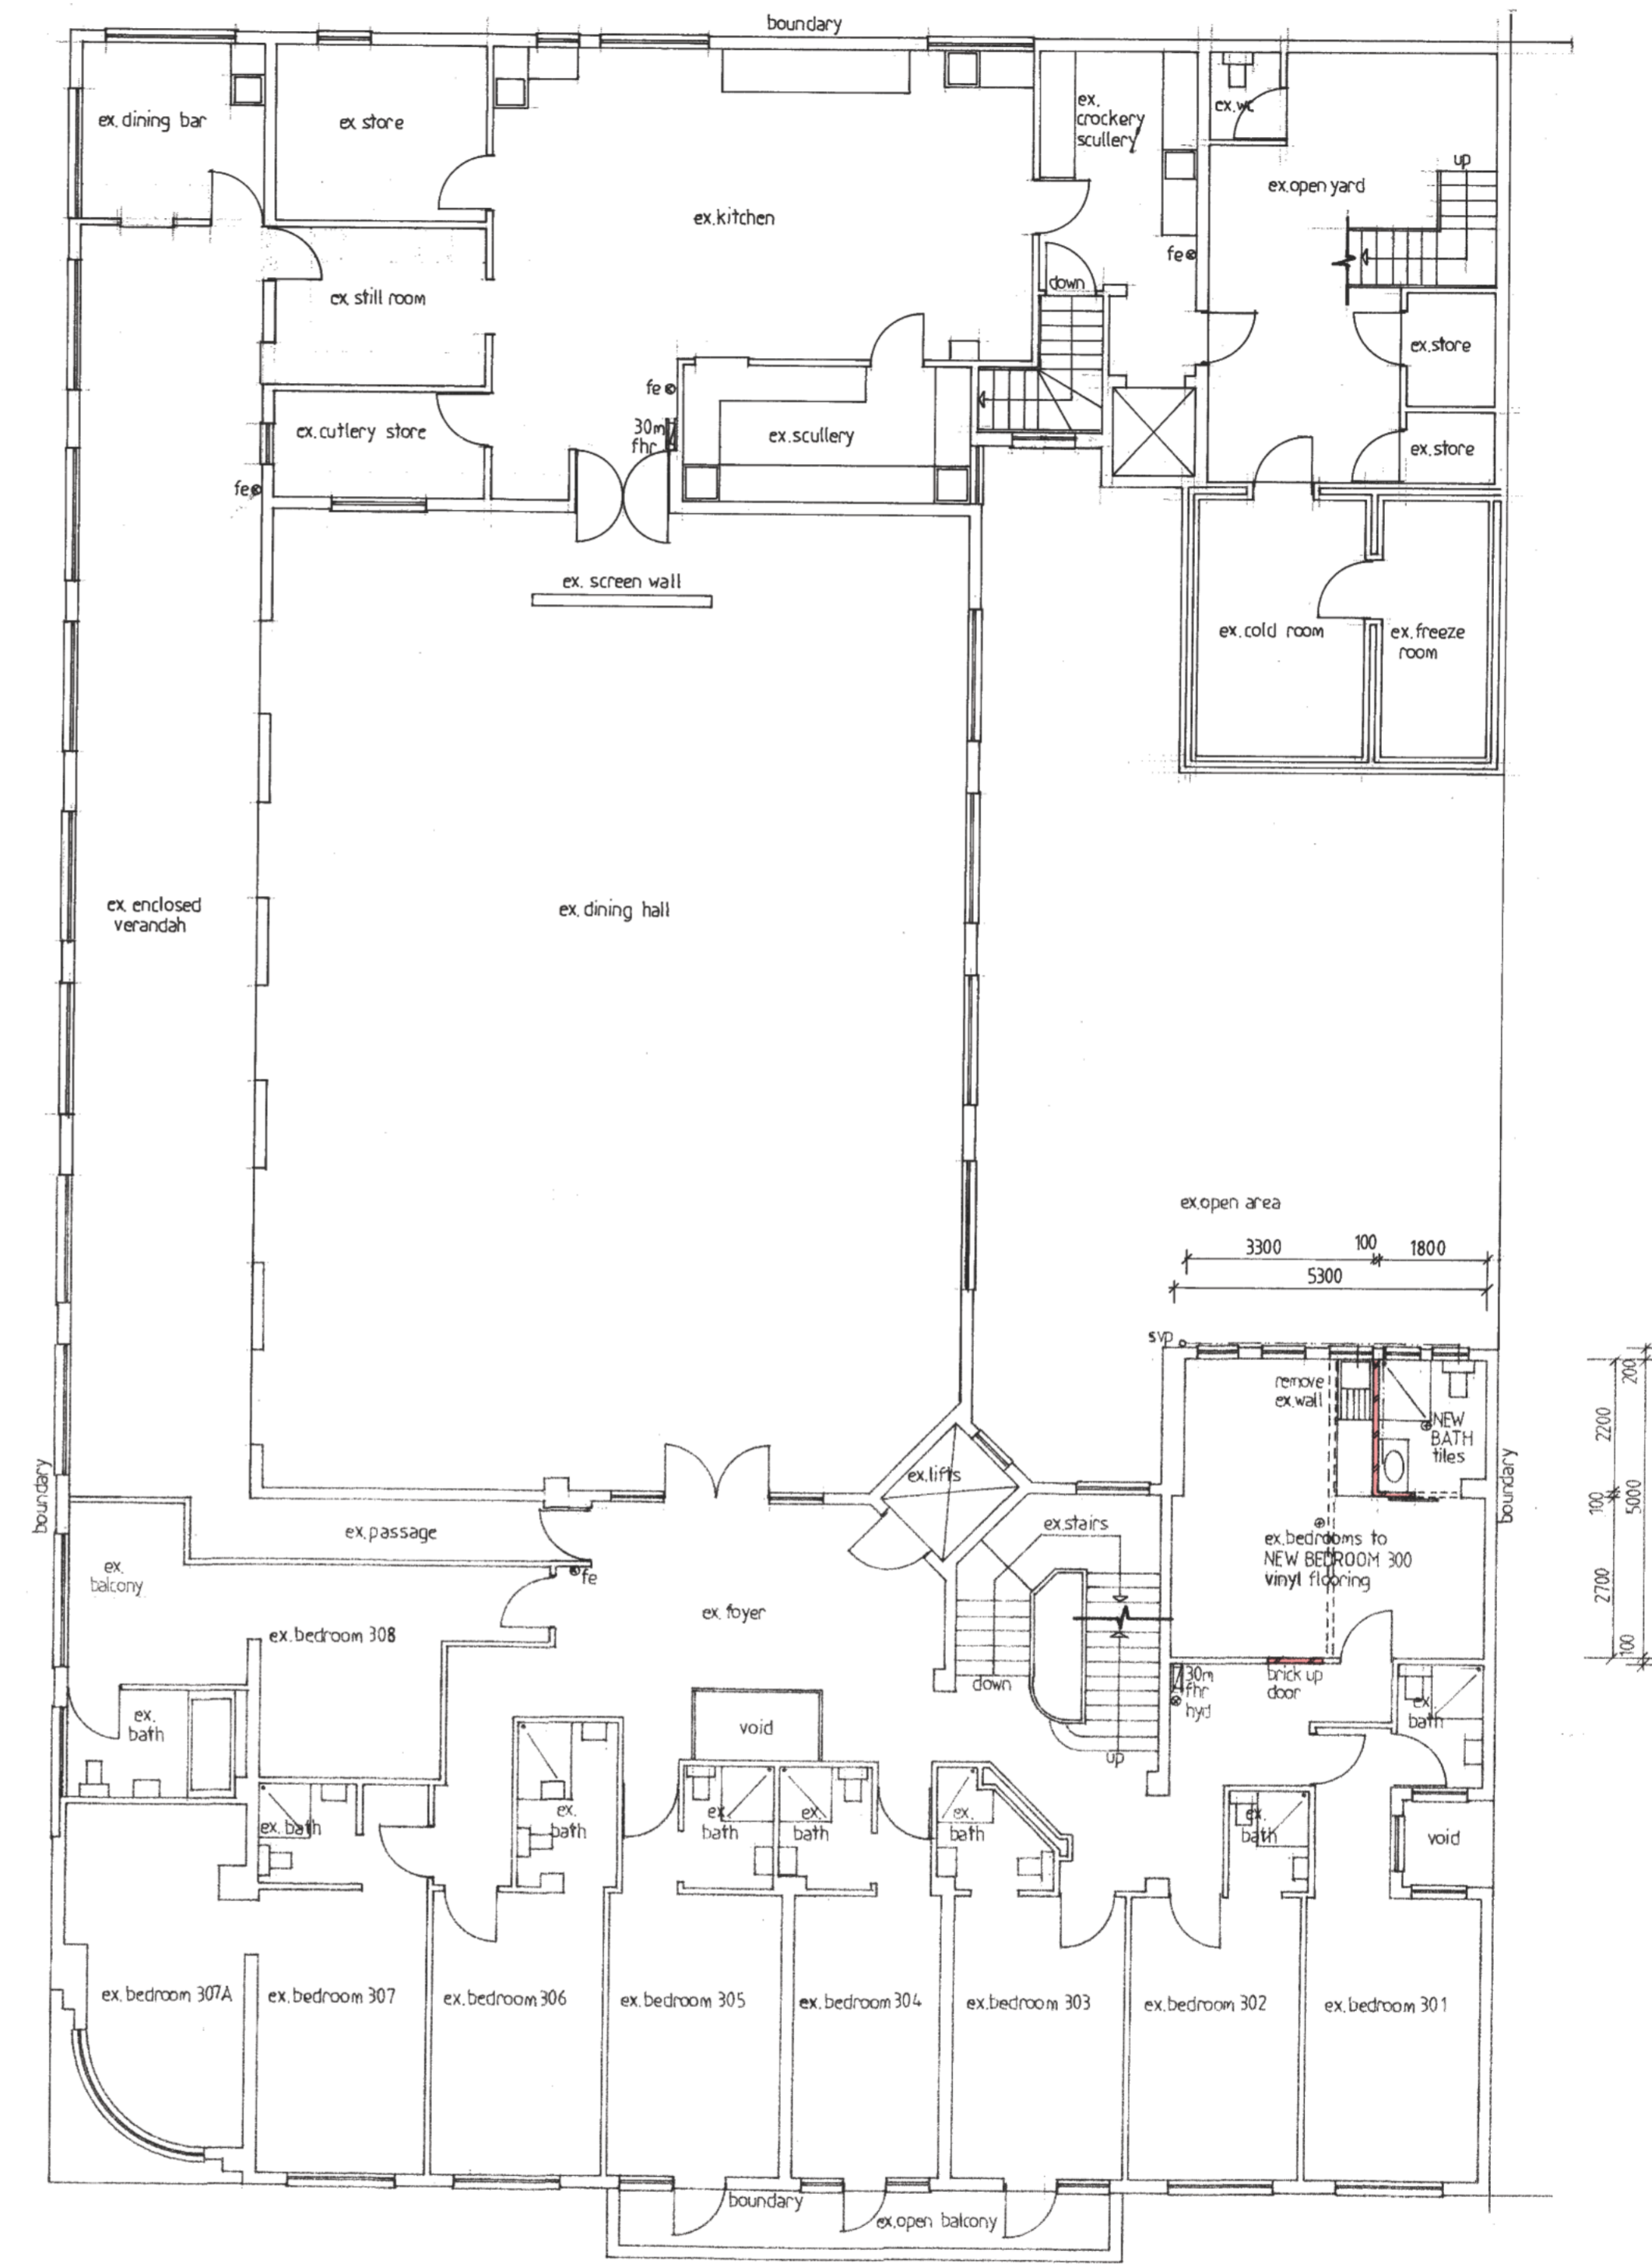 boundary
ex. dining bar
ex store
ex.kitchen
ex.
crockery
scullery
ex.wc
ex.open yard
up
fe
down
ex. still room
ex.store
fe
30m
fhr
ex.scullery
ex.cutlery store
ex.store
fe
ex. screen wall
ex.cold room
ex.freeze
room
ex. enclosed
verandah
ex. dining hall
ex.open area
3300
100
1800
5300
svp
remove
ex.wall
NEW
BATH
tiles
200
2200
100
5000
2700
100
boundary
boundary
ex.lifts
ex.passage
ex.stairs
ex.bedrooms to
NEW BEDROOM 300
vinyl flooring
ex.
balcony
fe
ex. foyer
ex.bedroom 308
down
30m
fhr
hyd
brick up
door
ex.
bath
ex.
bath
void
up
ex. bath
ex.
bath
ex.
bath
ex.
bath
ex.
bath
ex.
bath
void
ex.bedroom 307A
ex.bedroom 307
ex.bedroom 306
ex.bedroom 305
ex.bedroom 304
ex.bedroom 303
ex.bedroom 302
ex.bedroom 301
boundary
ex.open balcony